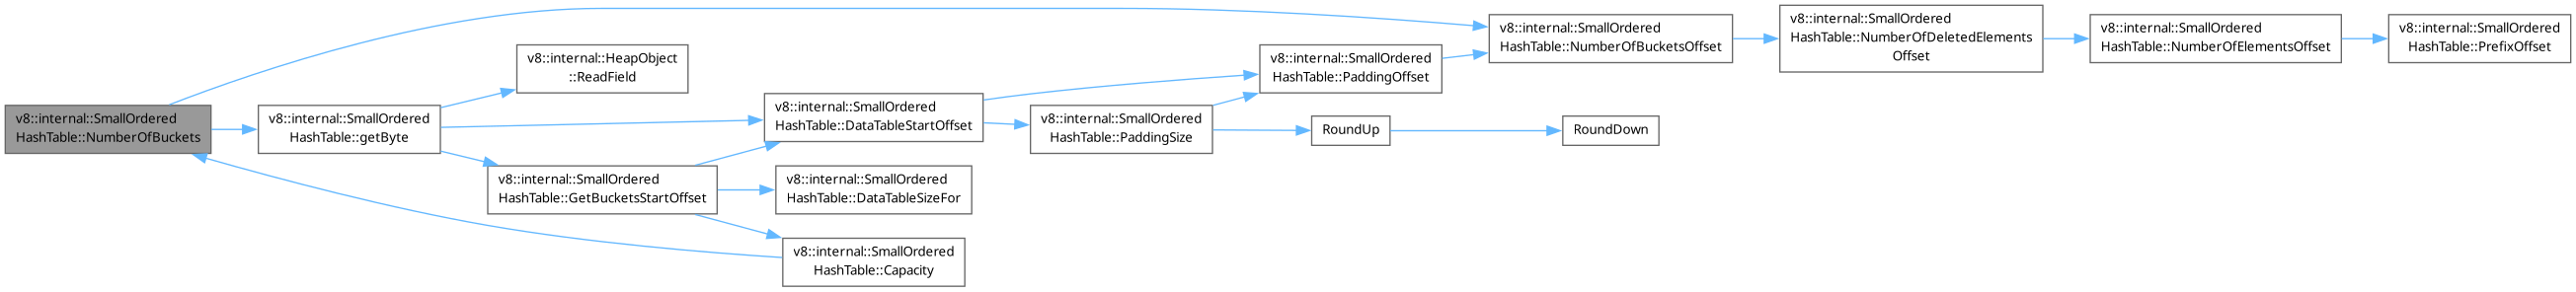 v8::internal::SmallOrdered
HashTable::NumberOfBuckets
v8::internal::SmallOrdered
HashTable::getByte
v8::internal::HeapObject
::ReadField
v8::internal::SmallOrdered
HashTable::GetBucketsStartOffset
v8::internal::SmallOrdered
HashTable::DataTableStartOffset
v8::internal::SmallOrdered
HashTable::DataTableSizeFor
v8::internal::SmallOrdered
HashTable::Capacity
v8::internal::SmallOrdered
HashTable::PaddingSize
v8::internal::SmallOrdered
HashTable::PaddingOffset
RoundUp
RoundDown
v8::internal::SmallOrdered
HashTable::NumberOfBucketsOffset
v8::internal::SmallOrdered
HashTable::NumberOfDeletedElements
Offset
v8::internal::SmallOrdered
HashTable::NumberOfElementsOffset
v8::internal::SmallOrdered
HashTable::PrefixOffset